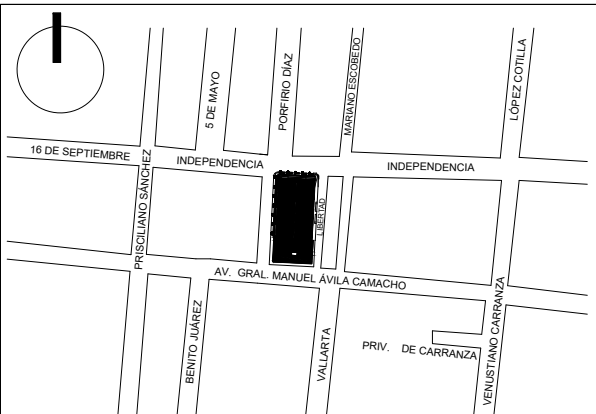 5 DE MAYO
PORFIRIO DÍAZ
MARIANO ESCOBEDO
LÓPEZ COTILLA
16 DE SEPTIEMBRE
INDEPENDENCIA
INDEPENDENCIA
PRISCILIANO SÁNCHEZ
LIBERTAD
AV. GRAL. MANUEL ÁVILA CAMACHO
BENITO JUÁREZ
VALLARTA
PRIV. DE CARRANZA
VENUSTIANO CARRANZA